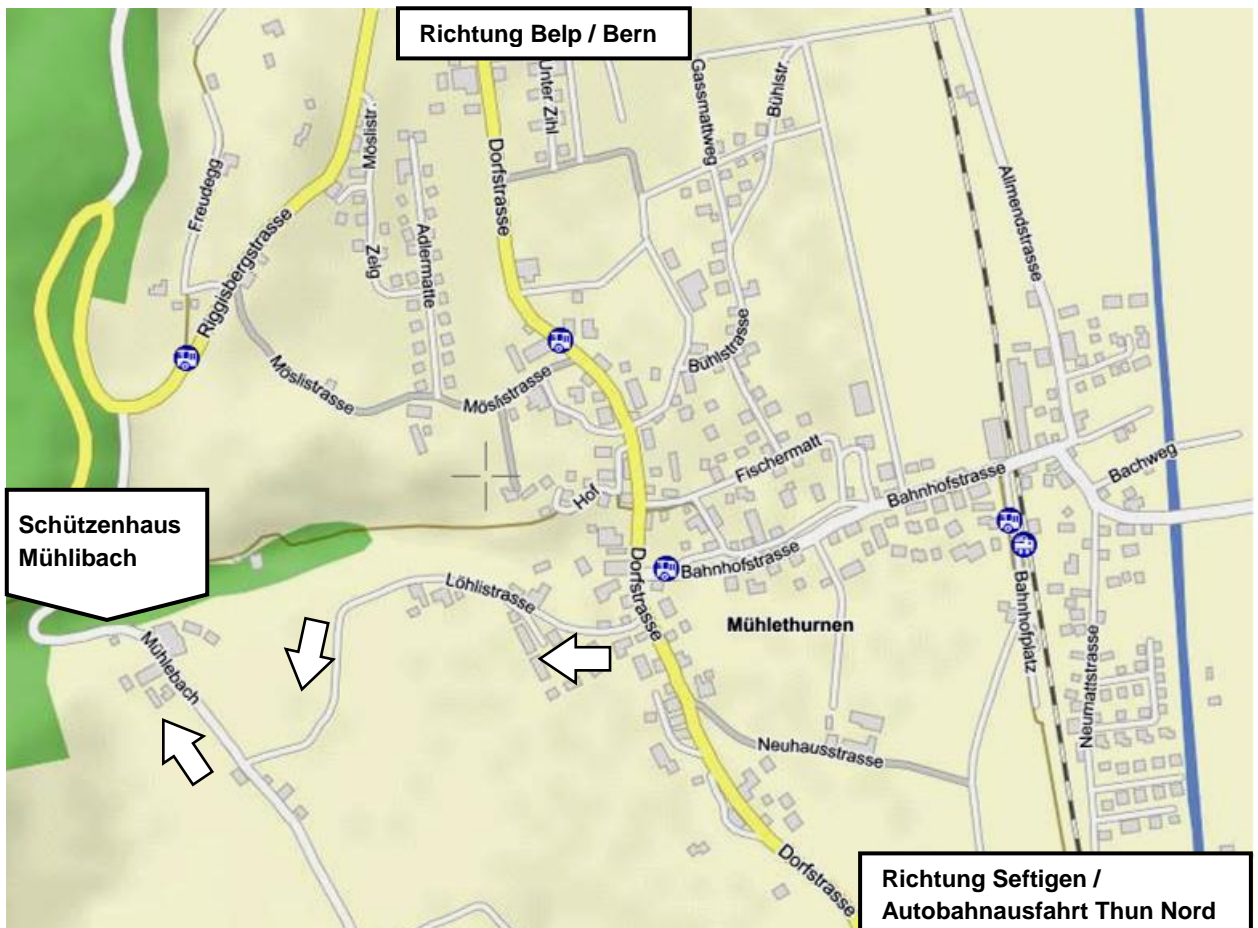 Richtung Belp / Bern
Unter Zihl
Gassmattweg
Bühlstr.
Möslistr.
Dorfstrasse
Freudegg
Allmendstrasse
Riggisbergstrasse
Zelg
Adlermatte
Möslistrasse
Möslistrasse
Bühlstrasse
Fischermatt
Bahnhofstrasse
Bachweg
Hof
Schützenhaus
Mühlibach
Bahnhofstrasse
Dorfstrasse
Löhlistrasse
Mühlethurnen
Bahnhofplatz
Neumattstrasse
Mühlebach
Neuhausstrasse
Dorfstrasse
Richtung Seftigen /
Autobahnausfahrt Thun Nord